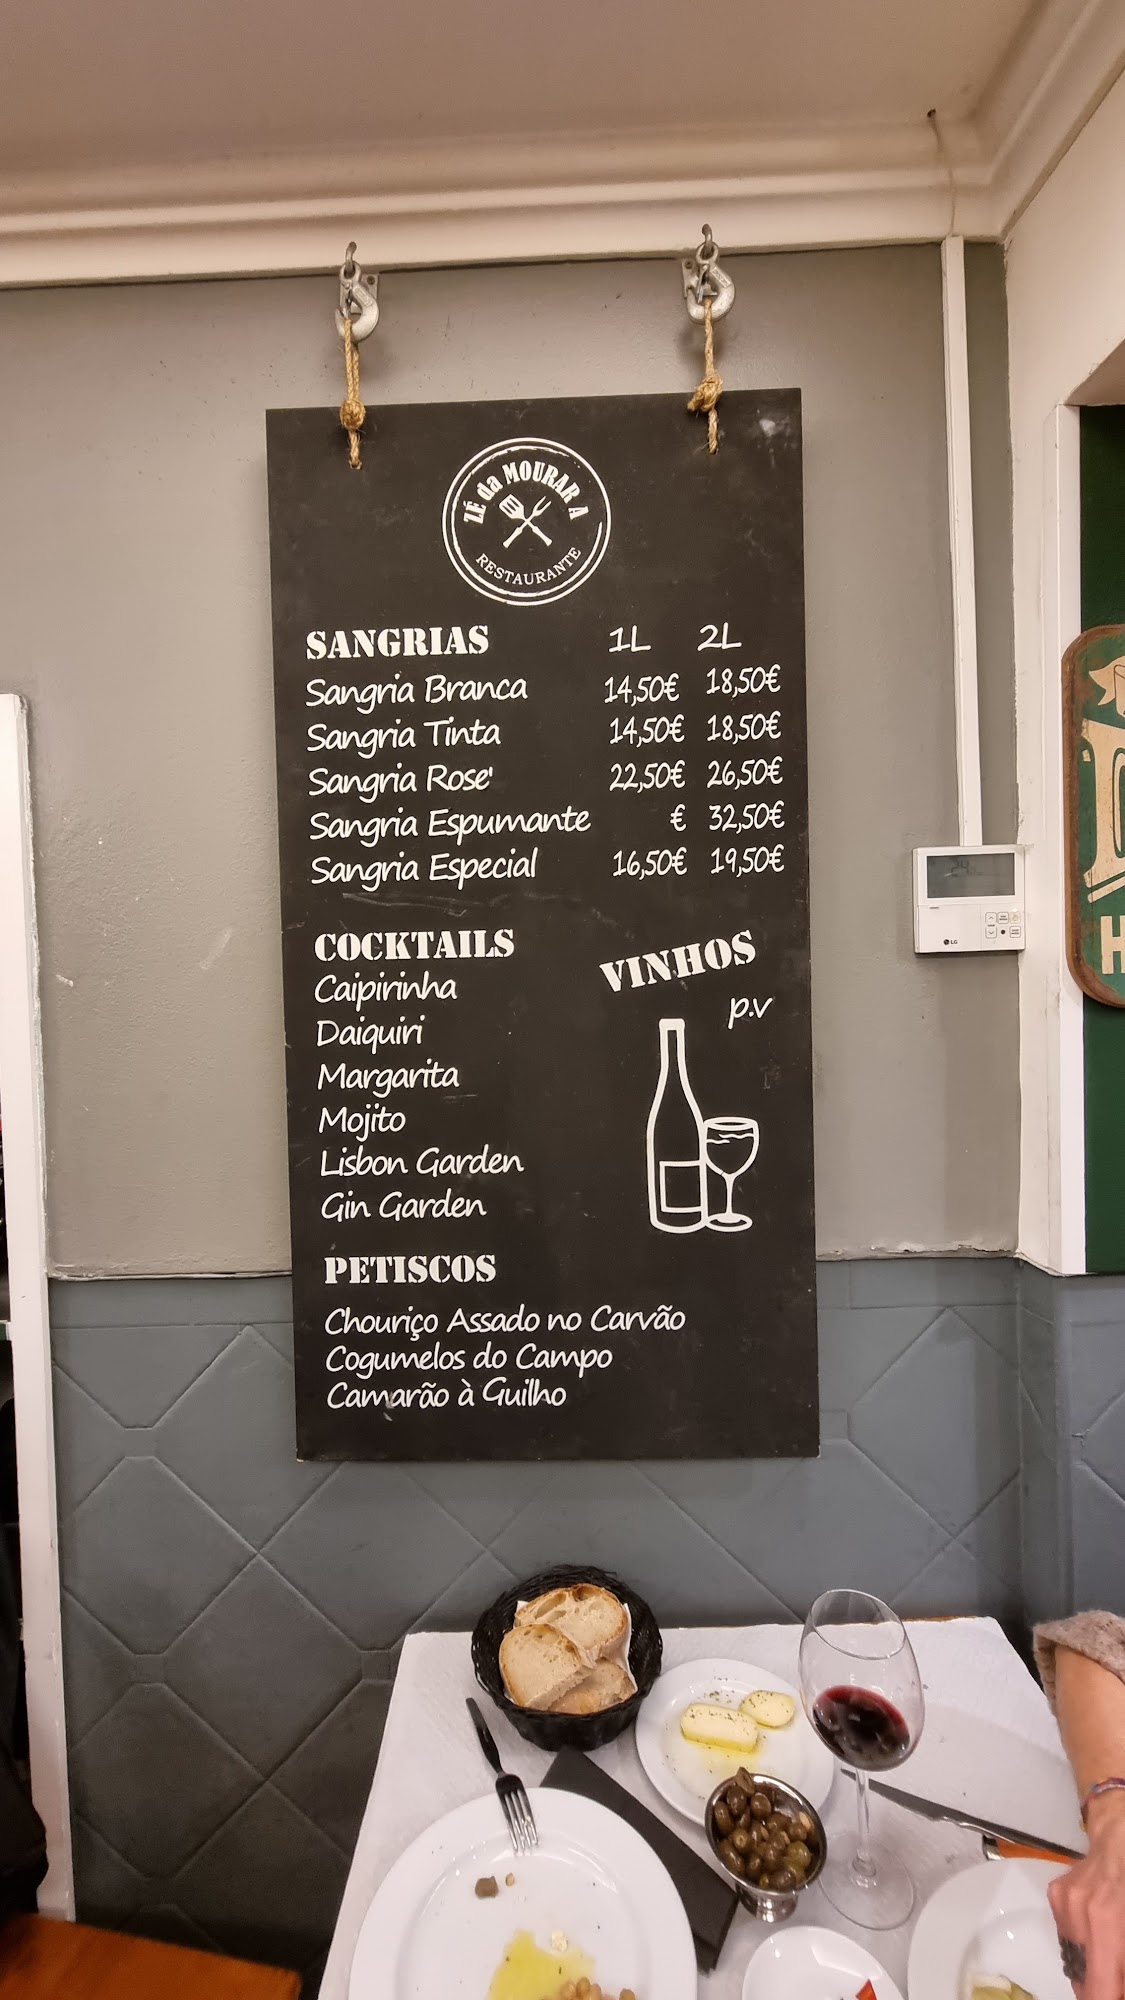 ZÉ da MOURAR A
RESTAURANTE
SANGRIAS 1L 2L
Sangria Branca 14,50€ 18,50€
Sangria Tinta 14,50€ 18,50€
Sangria Rose' 22,50€ 26,50€
Sangria Espumante € 32,50€
Sangria Especial 16,50€ 19,50€
COCKTAILS
Caipirinha
Daiquiri
Margarita
Mojito
Lisbon Garden
Gin Garden
VINHOS
p.v
PETISCOS
Chouriço Assado no Carvão
Cogumelos do Campo
Camarão à Guilho
LG